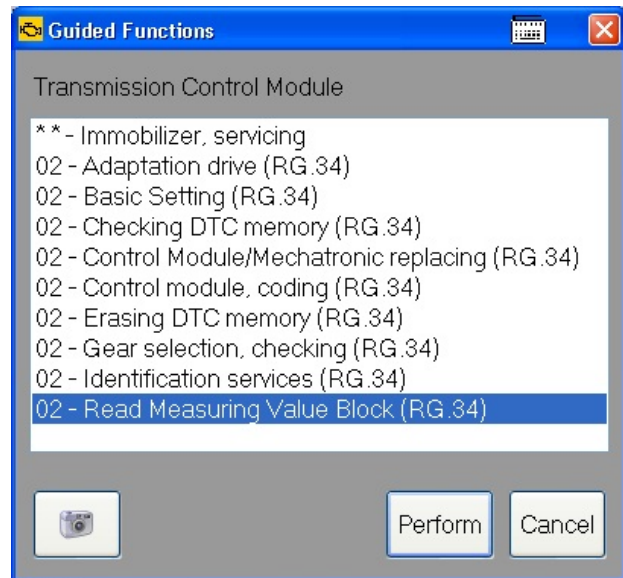 Guided Functions
Transmission Control Module
** - Immobilizer, servicing
02 - Adaptation drive (RG.34)
02 - Basic Setting (RG.34)
02 - Checking DTC memory (RG.34)
02 - Control Module/Mechatronic replacing (RG.34)
02 - Control module, coding (RG.34)
02 - Erasing DTC memory (RG.34)
02 - Gear selection, checking (RG.34)
02 - Identification services (RG.34)
02 - Read Measuring Value Block (RG.34)
Perform Cancel